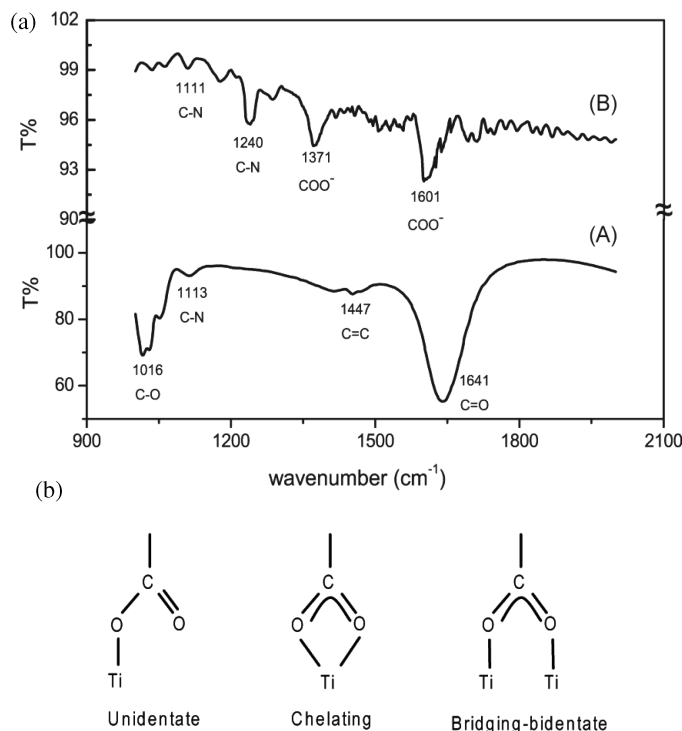 (a)
102
99
96
93
90
T%
(B)
1111
C-N
1240
C-N
1371
COO⁻
1601
COO⁻
(A)
100
80
60
T%
1016
C-O
1113
C-N
1447
C=C
1641
C=O
900 1200 1500 1800 2100
wavenumber (cm⁻¹)
(b)
C
O O
Ti
Unidentate
C
O O
Ti
Chelating
C
O O
Ti Ti
Bridging-bidentate